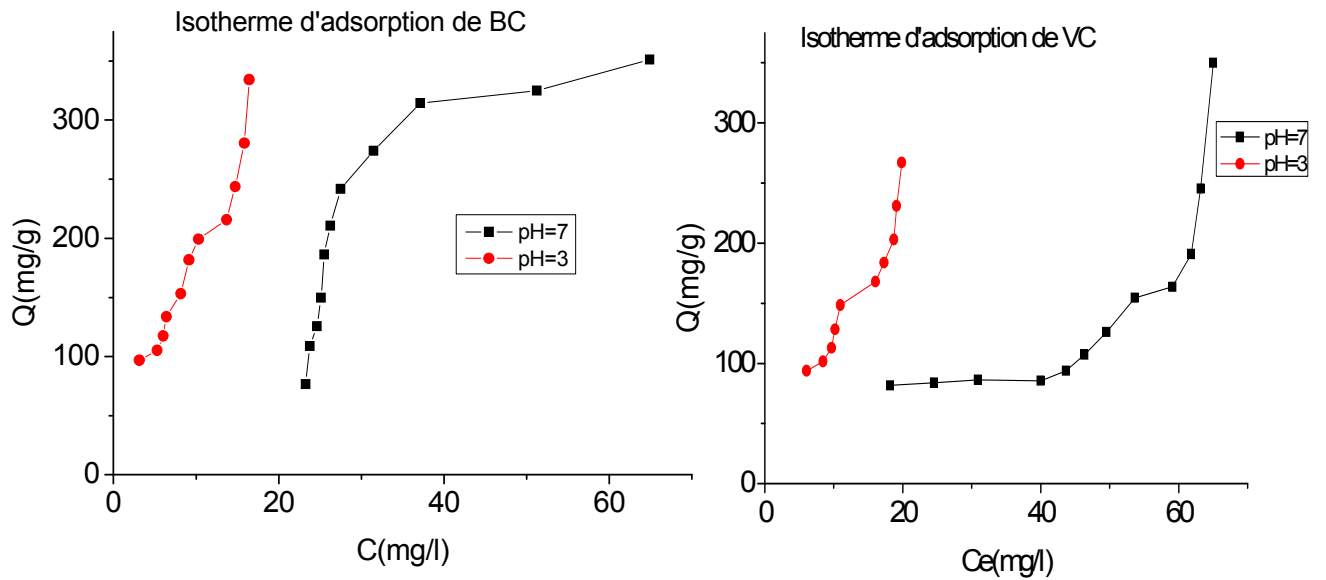 Isotherme d'adsorption de BC
300
200
100
0
Q(mg/g)
pH=7
pH=3
0 20 40 60
C(mg/l)
Isotherme d'adsorption de VC
300
200
100
0
Q(mg/g)
pH=7
pH=3
0 20 40 60
Ce(mg/l)